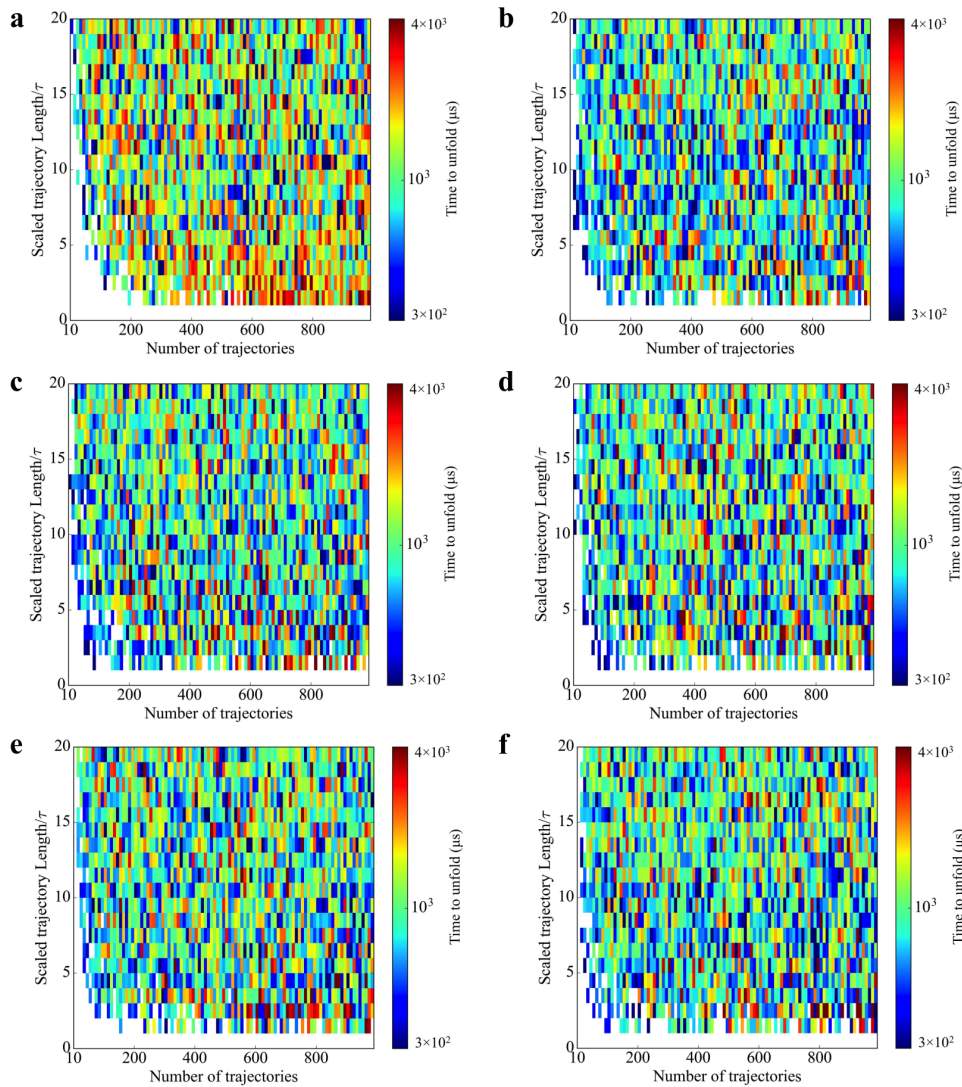 a
b
4×10³
4×10³
20
20
15
15
10
10
5
5
0
0
Scaled trajectory Length/τ
Scaled trajectory Length/τ
10³
10³
Time to unfold (μs)
Time to unfold (μs)
3×10²
3×10²
10 200 400 600 800
10 200 400 600 800
Number of trajectories
Number of trajectories
c
d
4×10³
4×10³
20
20
15
15
10
10
5
5
0
0
Scaled trajectory Length/τ
Scaled trajectory Length/τ
10³
10³
Time to unfold (μs)
Time to unfold (μs)
3×10²
3×10²
10 200 400 600 800
10 200 400 600 800
Number of trajectories
Number of trajectories
e
f
4×10³
4×10³
20
20
15
15
10
10
5
5
0
0
Scaled trajectory Length/τ
Scaled trajectory Length/τ
10³
10³
Time to unfold (μs)
Time to unfold (μs)
3×10²
3×10²
10 200 400 600 800
10 200 400 600 800
Number of trajectories
Number of trajectories